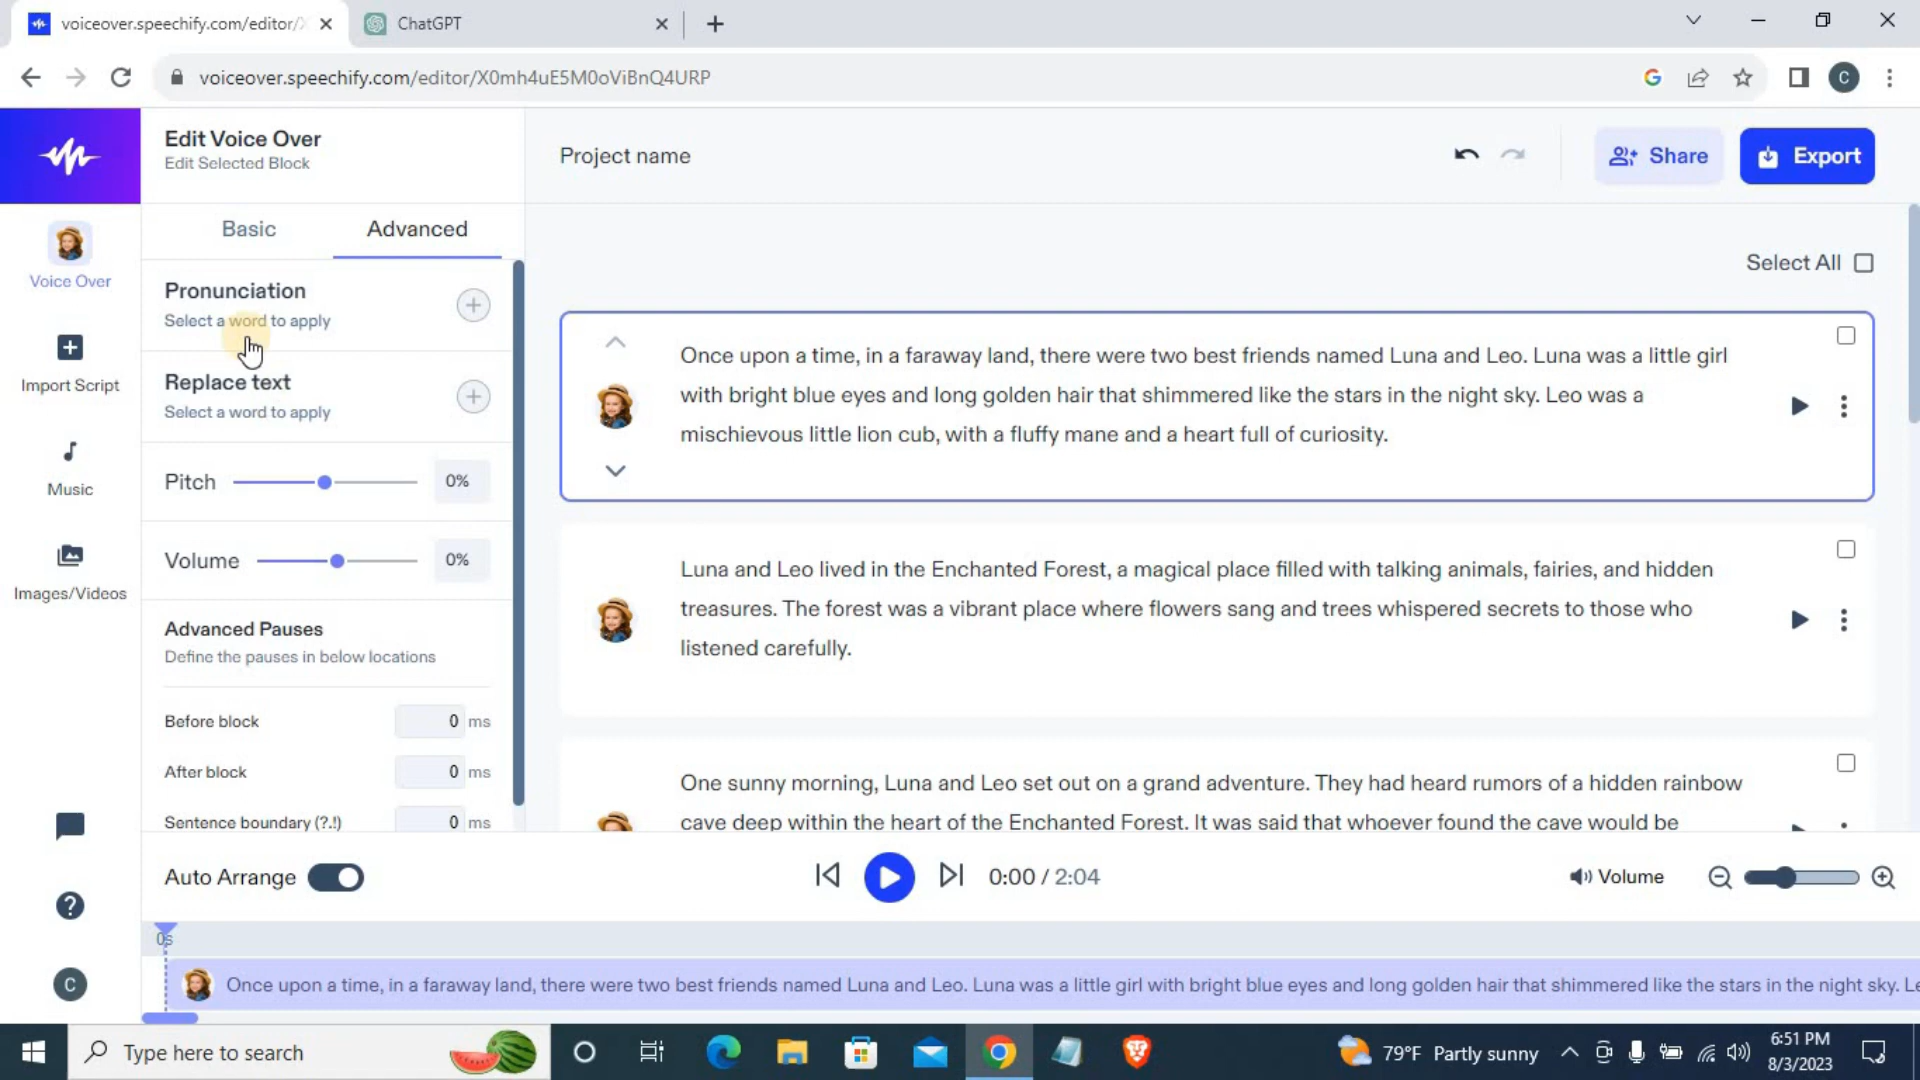 voiceover.speechify.com/editor/X
ChatGPT
voiceover.speechify.com/editor/X0mh4uE5M0oViBnQ4URP
C
Edit Voice Over
Edit Selected Block
Project name
Share
Export
Basic
Advanced
Voice Over
Import Script
Music
Images/Videos
Pronunciation
Select a word to apply
Replace text
Select a word to apply
Pitch
0%
Volume
0%
Advanced Pauses
Define the pauses in below locations
Before block
0 ms
After block
0 ms
Sentence boundary (?.!)
0 ms
Select All
Once upon a time, in a faraway land, there were two best friends named Luna and Leo. Luna was a little girl
with bright blue eyes and long golden hair that shimmered like the stars in the night sky. Leo was a
mischievous little lion cub, with a fluffy mane and a heart full of curiosity.
Luna and Leo lived in the Enchanted Forest, a magical place filled with talking animals, fairies, and hidden
treasures. The forest was a vibrant place where flowers sang and trees whispered secrets to those who
listened carefully.
One sunny morning, Luna and Leo set out on a grand adventure. They had heard rumors of a hidden rainbow
cave deep within the heart of the Enchanted Forest. It was said that whoever found the cave would be
Auto Arrange
0:00 / 2:04
Volume
0s
C
Once upon a time, in a faraway land, there were two best friends named Luna and Leo. Luna was a little girl with bright blue eyes and long golden hair that shimmered like the stars in the night sky. Le
Type here to search
79°F Partly sunny
6:51 PM
8/3/2023